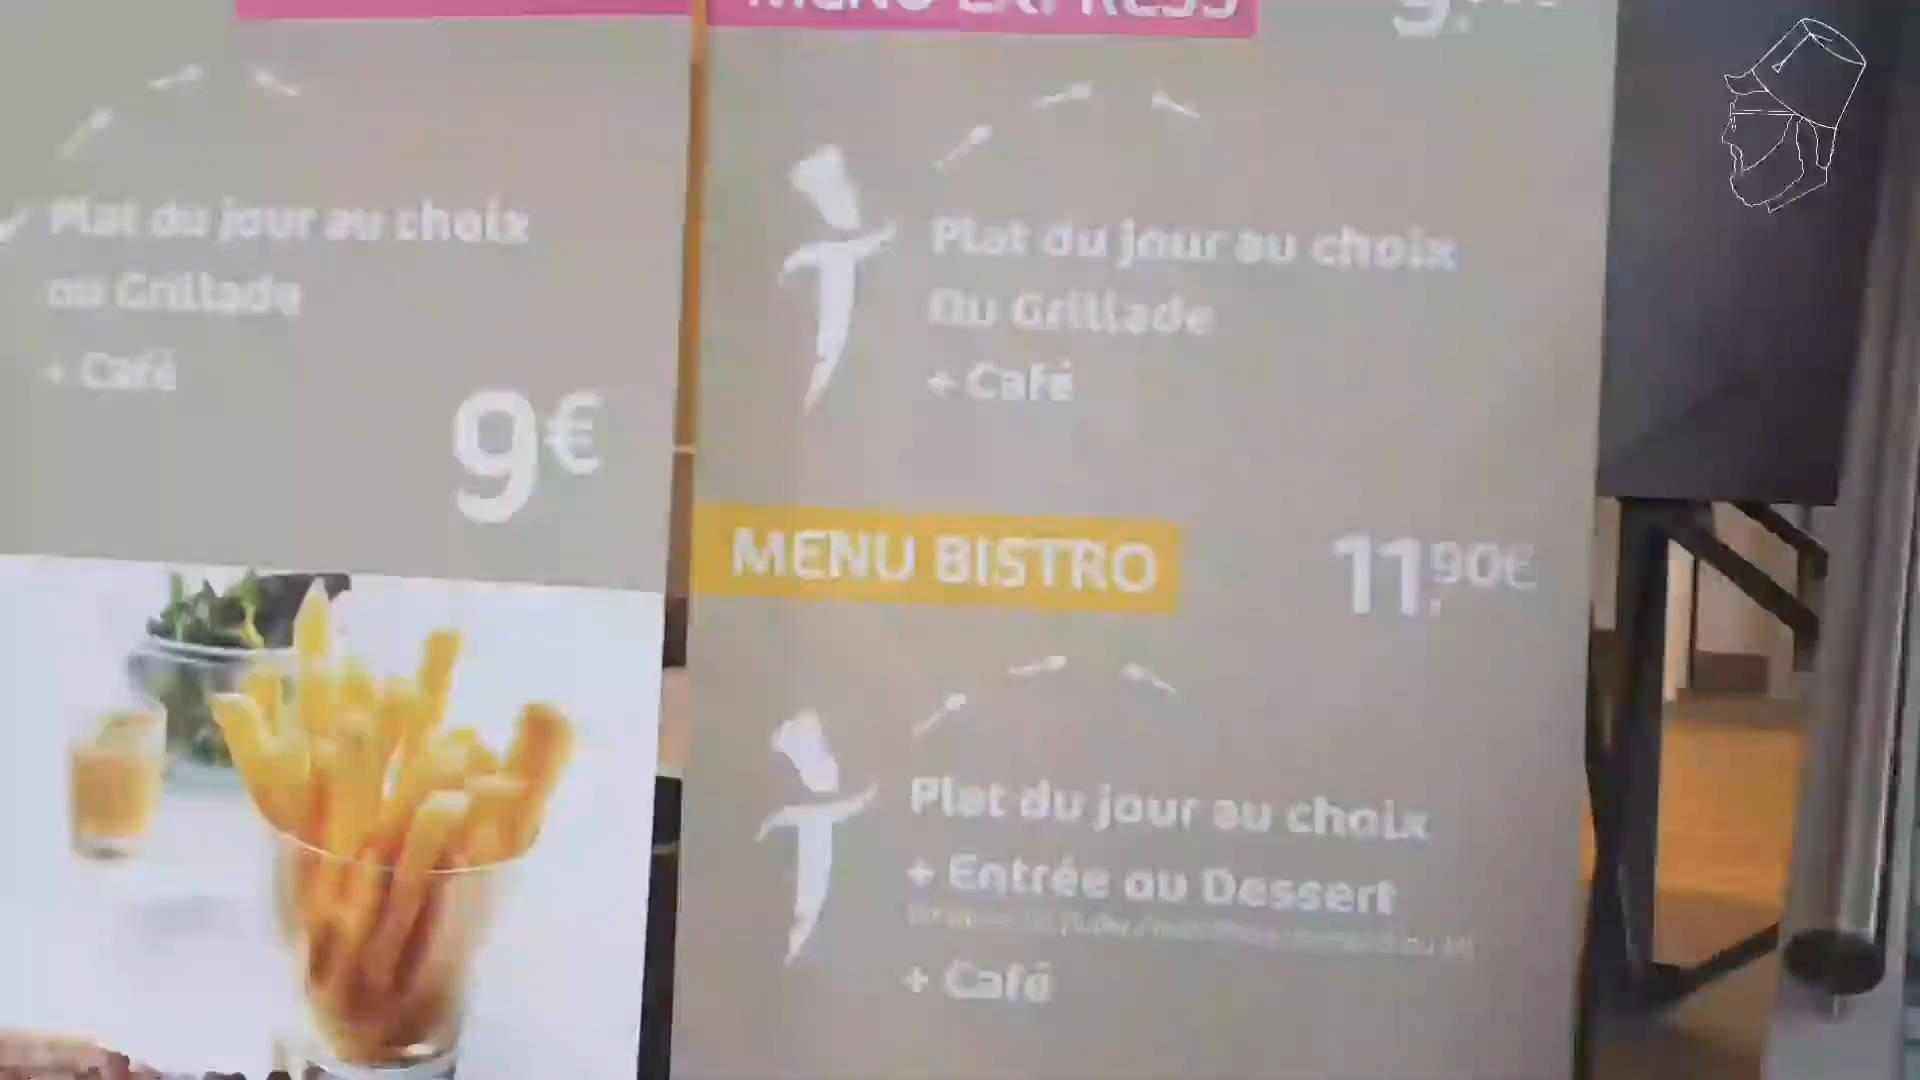 Plat du jour au choix
ou Grillade
+ Café
9€
MENU EXPRESS
Plat du jour au choix
Ou Grillade
+ Café
MENU BISTRO
11.90€
Plat du jour au choix
+ Entrée ou Dessert
+ Café